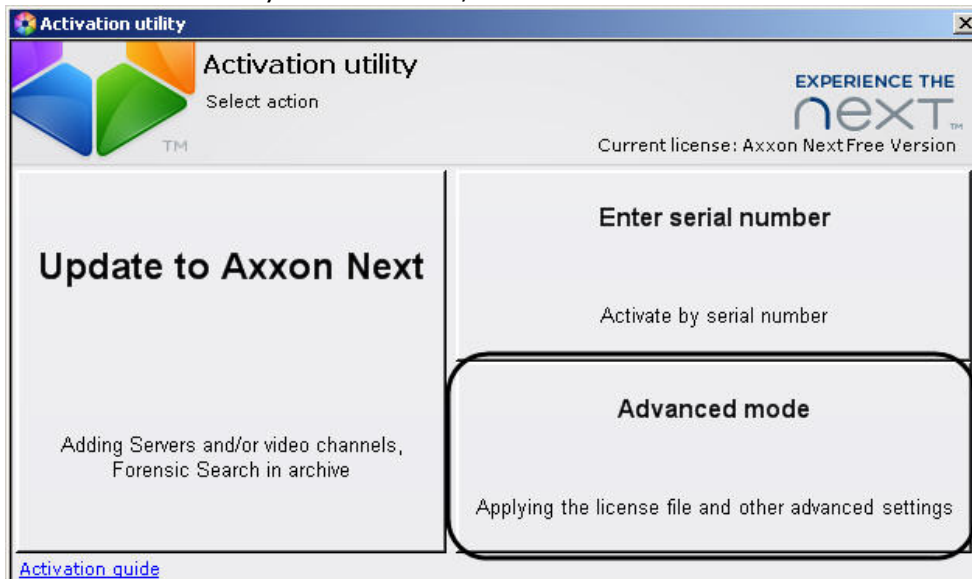 Activation utility
Activation utility
Select action
TM
EXPERIENCE THE
next
TM
Current license: Axxon Next Free Version
Update to Axxon Next
Adding Servers and/or video channels,
Forensic Search in archive
Enter serial number
Activate by serial number
Advanced mode
Applying the license file and other advanced settings
Activation guide